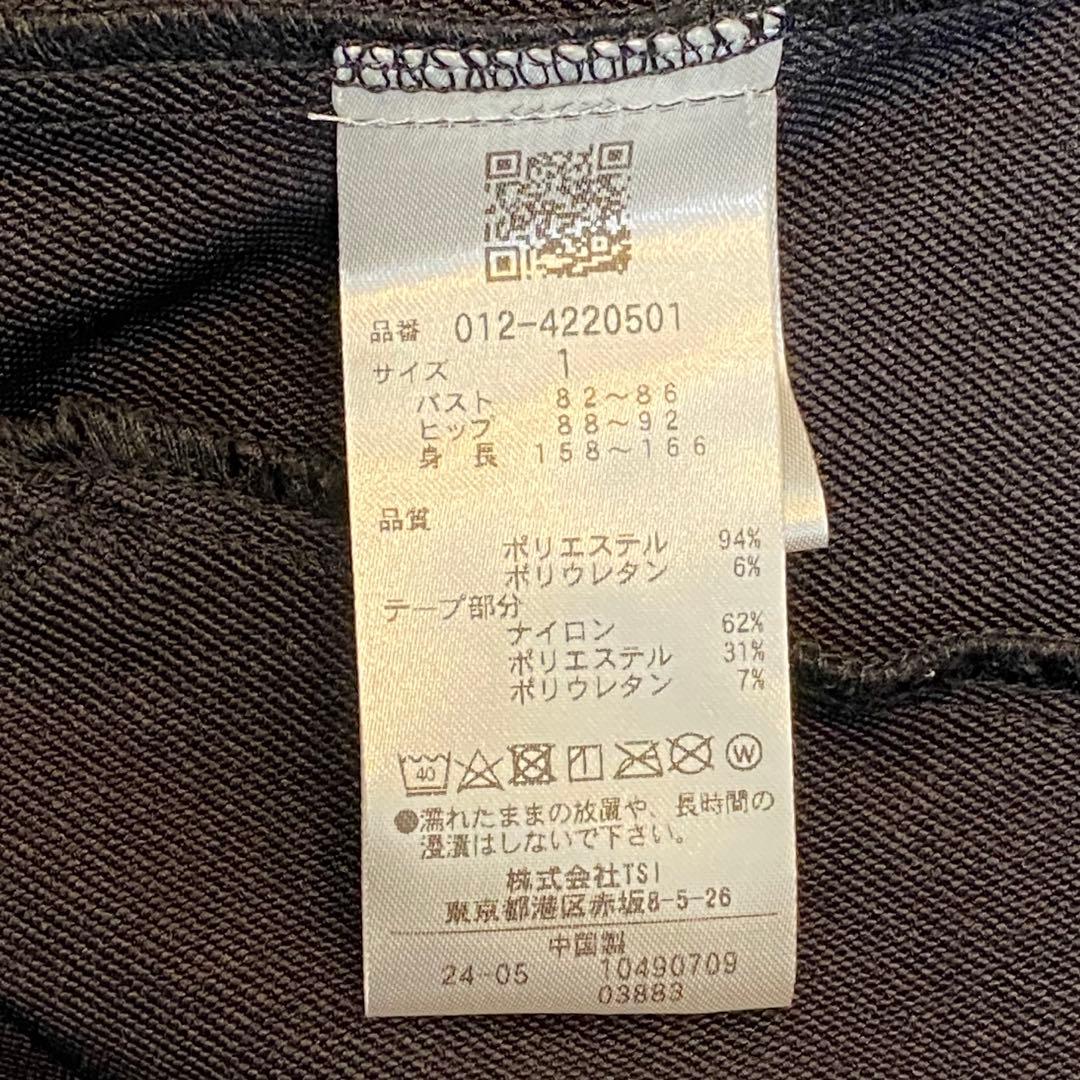 品番 012-4220501
サイズ 1
バスト 82～86
ヒップ 88～92
身長 158～166
品質
ポリエステル 94%
ポリウレタン 6%
テープ部分
ナイロン 62%
ポリエステル 31%
ポリウレタン 7%
40 W
●濡れたままの放置や、長時間の
浸漬はしないで下さい。
株式会社TSI
東京都港区赤坂8-5-26
中国製
24-05 10490709
03883